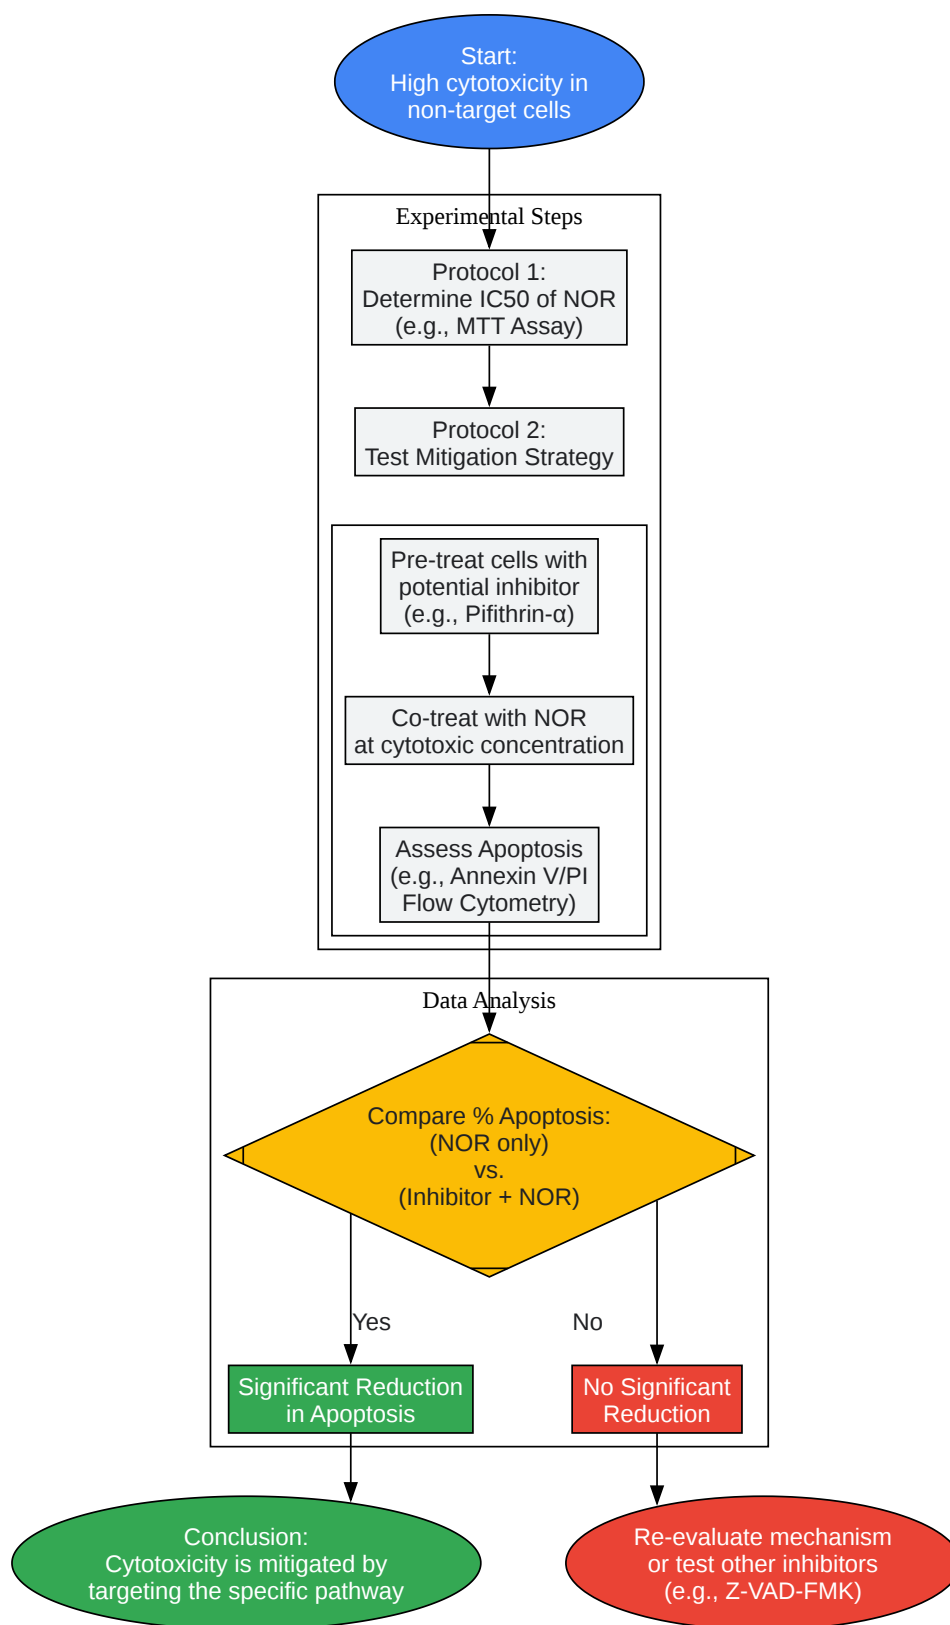 Start:
High cytotoxicity in
non-target cells
Experimental Steps
Protocol 1:
Determine IC50 of NOR
(e.g., MTT Assay)
Protocol 2:
Test Mitigation Strategy
Pre-treat cells with
potential inhibitor
(e.g., Pifithrin-α)
Co-treat with NOR
at cytotoxic concentration
Assess Apoptosis
(e.g., Annexin V/PI
Flow Cytometry)
Data Analysis
Compare % Apoptosis:
(NOR only)
vs.
(Inhibitor + NOR)
Yes
No
Significant Reduction
in Apoptosis
No Significant
Reduction
Conclusion:
Cytotoxicity is mitigated by
targeting the specific pathway
Re-evaluate mechanism
or test other inhibitors
(e.g., Z-VAD-FMK)